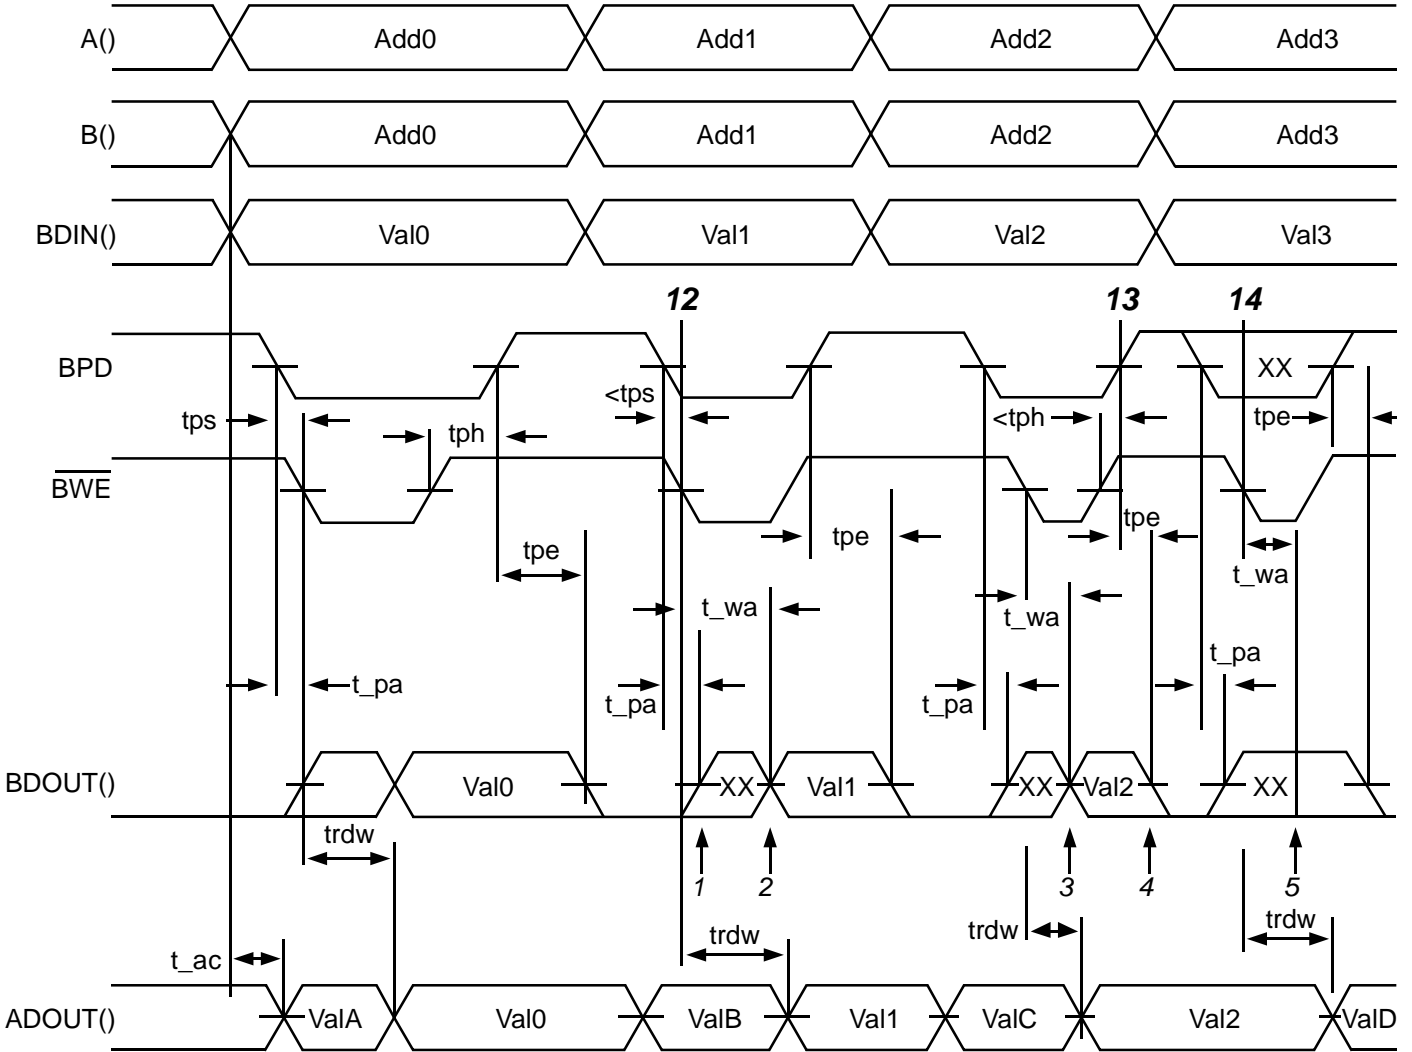 A() Add0 Add1 Add2 Add3
B() Add0 Add1 Add2 Add3
BDIN() Val0 Val1 Val2 Val3
12 13 14
BPD XX
<tps
tps tph <tph tpe
BWE
tpe tpe tpe
t_wa
t_wa t_wa
t_pa
t_pa t_pa t_pa
BDOUT() Val0 XX Val1 XX Val2 XX
trdw
1 2 3 4 5
trdw trdw trdw
t_ac
ADOUT() ValA Val0 ValB Val1 ValC Val2 ValD